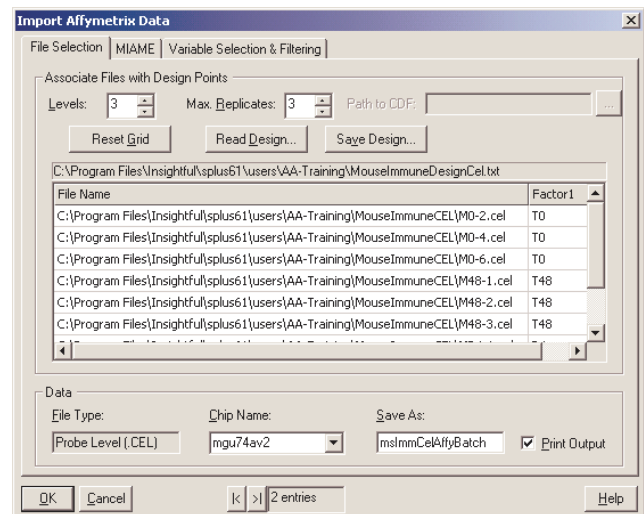 Import Affymetrix Data
File Selection MIAME Variable Selection & Filtering
Associate Files with Design Points
Levels: 3 Max. Replicates: 3 Path to CDF: ...
Reset Grid Read Design... Save Design...
C:\Program Files\Insightful\splus61\users\AA-Training\MouseImmuneDesignCel.txt
File Name Factor1
C:\Program Files\Insightful\splus61\users\AA-Training\MouseImmuneCEL\M0-2.cel T0
C:\Program Files\Insightful\splus61\users\AA-Training\MouseImmuneCEL\M0-4.cel T0
C:\Program Files\Insightful\splus61\users\AA-Training\MouseImmuneCEL\M0-6.cel T0
C:\Program Files\Insightful\splus61\users\AA-Training\MouseImmuneCEL\M48-1.cel T48
C:\Program Files\Insightful\splus61\users\AA-Training\MouseImmuneCEL\M48-2.cel T48
C:\Program Files\Insightful\splus61\users\AA-Training\MouseImmuneCEL\M48-3.cel T48
Data
File Type: Chip Name: Save As:
Probe Level (.CEL) mgu74av2 msImmCelAffyBatch Print Output
OK Cancel 2 entries Help